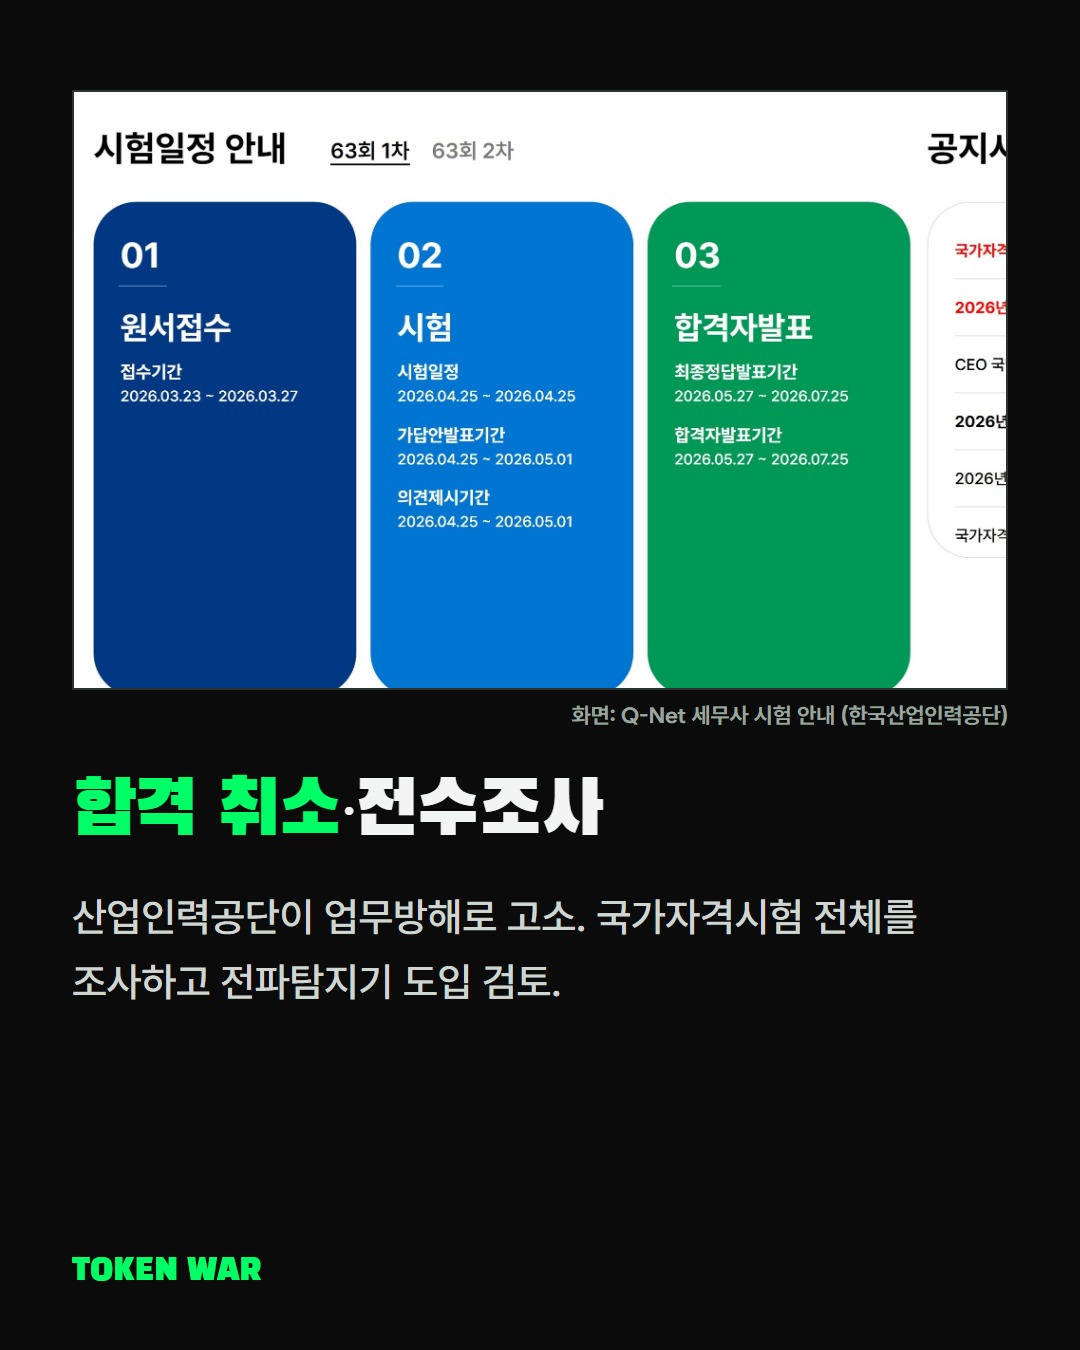 시험일정 안내 63회 1차 63회 2차
01
원서접수
접수기간
2026.03.23 ~ 2026.03.27
02
시험
시험일정
2026.04.25 ~ 2026.04.25
가답안발표기간
2026.04.25 ~ 2026.05.01
의견제시기간
2026.04.25 ~ 2026.05.01
03
합격자발표
최종정답발표기간
2026.05.27 ~ 2026.07.25
합격자발표기간
2026.05.27 ~ 2026.07.25
공지
국가자격
2026년
CEO 국
2026년
2026년
국가자격
화면: Q-Net 세무사 시험 안내 (한국산업인력공단)
합격 취소·전수조사
산업인력공단이 업무방해로 고소. 국가자격시험 전체를
조사하고 전파탐지기 도입 검토.
TOKEN WAR